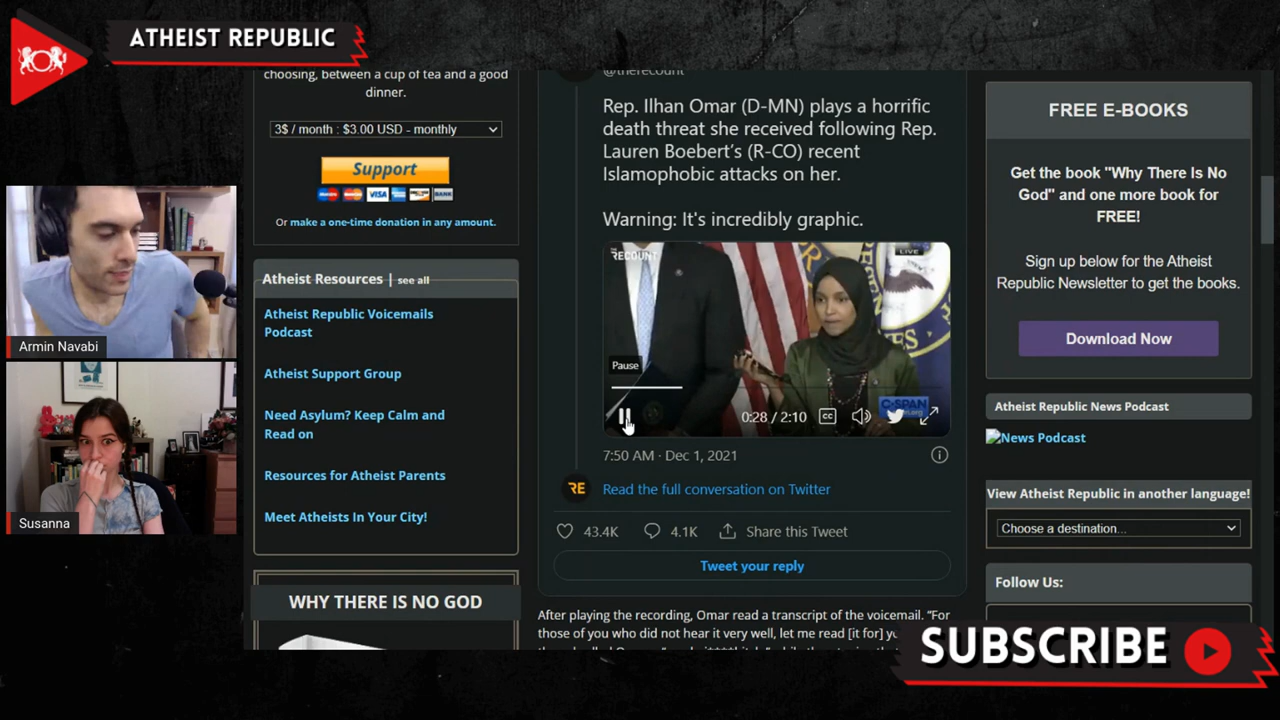 ATHEIST REPUBLIC
choosing, between a cup of tea and a good
dinner.
3$ / month : $3.00 USD - monthly
Support
VISA
BANK
Or make a one-time donation in any amount.
Atheist Resources | see all
Atheist Republic Voicemails
Podcast
Atheist Support Group
Need Asylum? Keep Calm and
Read on
Resources for Atheist Parents
Meet Atheists In Your City!
WHY THERE IS NO GOD
Armin Navabi
Susanna
@therecount
Rep. Ilhan Omar (D-MN) plays a horrific
death threat she received following Rep.
Lauren Boebert's (R-CO) recent
Islamophobic attacks on her.
Warning: It's incredibly graphic.
RECOUNT
LIVE
Pause
0:28 / 2:10
CC
C-SPAN
7:50 AM · Dec 1, 2021
RE
Read the full conversation on Twitter
43.4K
4.1K
Share this Tweet
Tweet your reply
After playing the recording, Omar read a transcript of the voicemail. "For
those of you who did not hear it very well, let me read [it for]
FREE E-BOOKS
Get the book "Why There Is No
God" and one more book for
FREE!
Sign up below for the Atheist
Republic Newsletter to get the books.
Download Now
Atheist Republic News Podcast
News Podcast
View Atheist Republic in another language!
Choose a destination...
Follow Us:
SUBSCRIBE